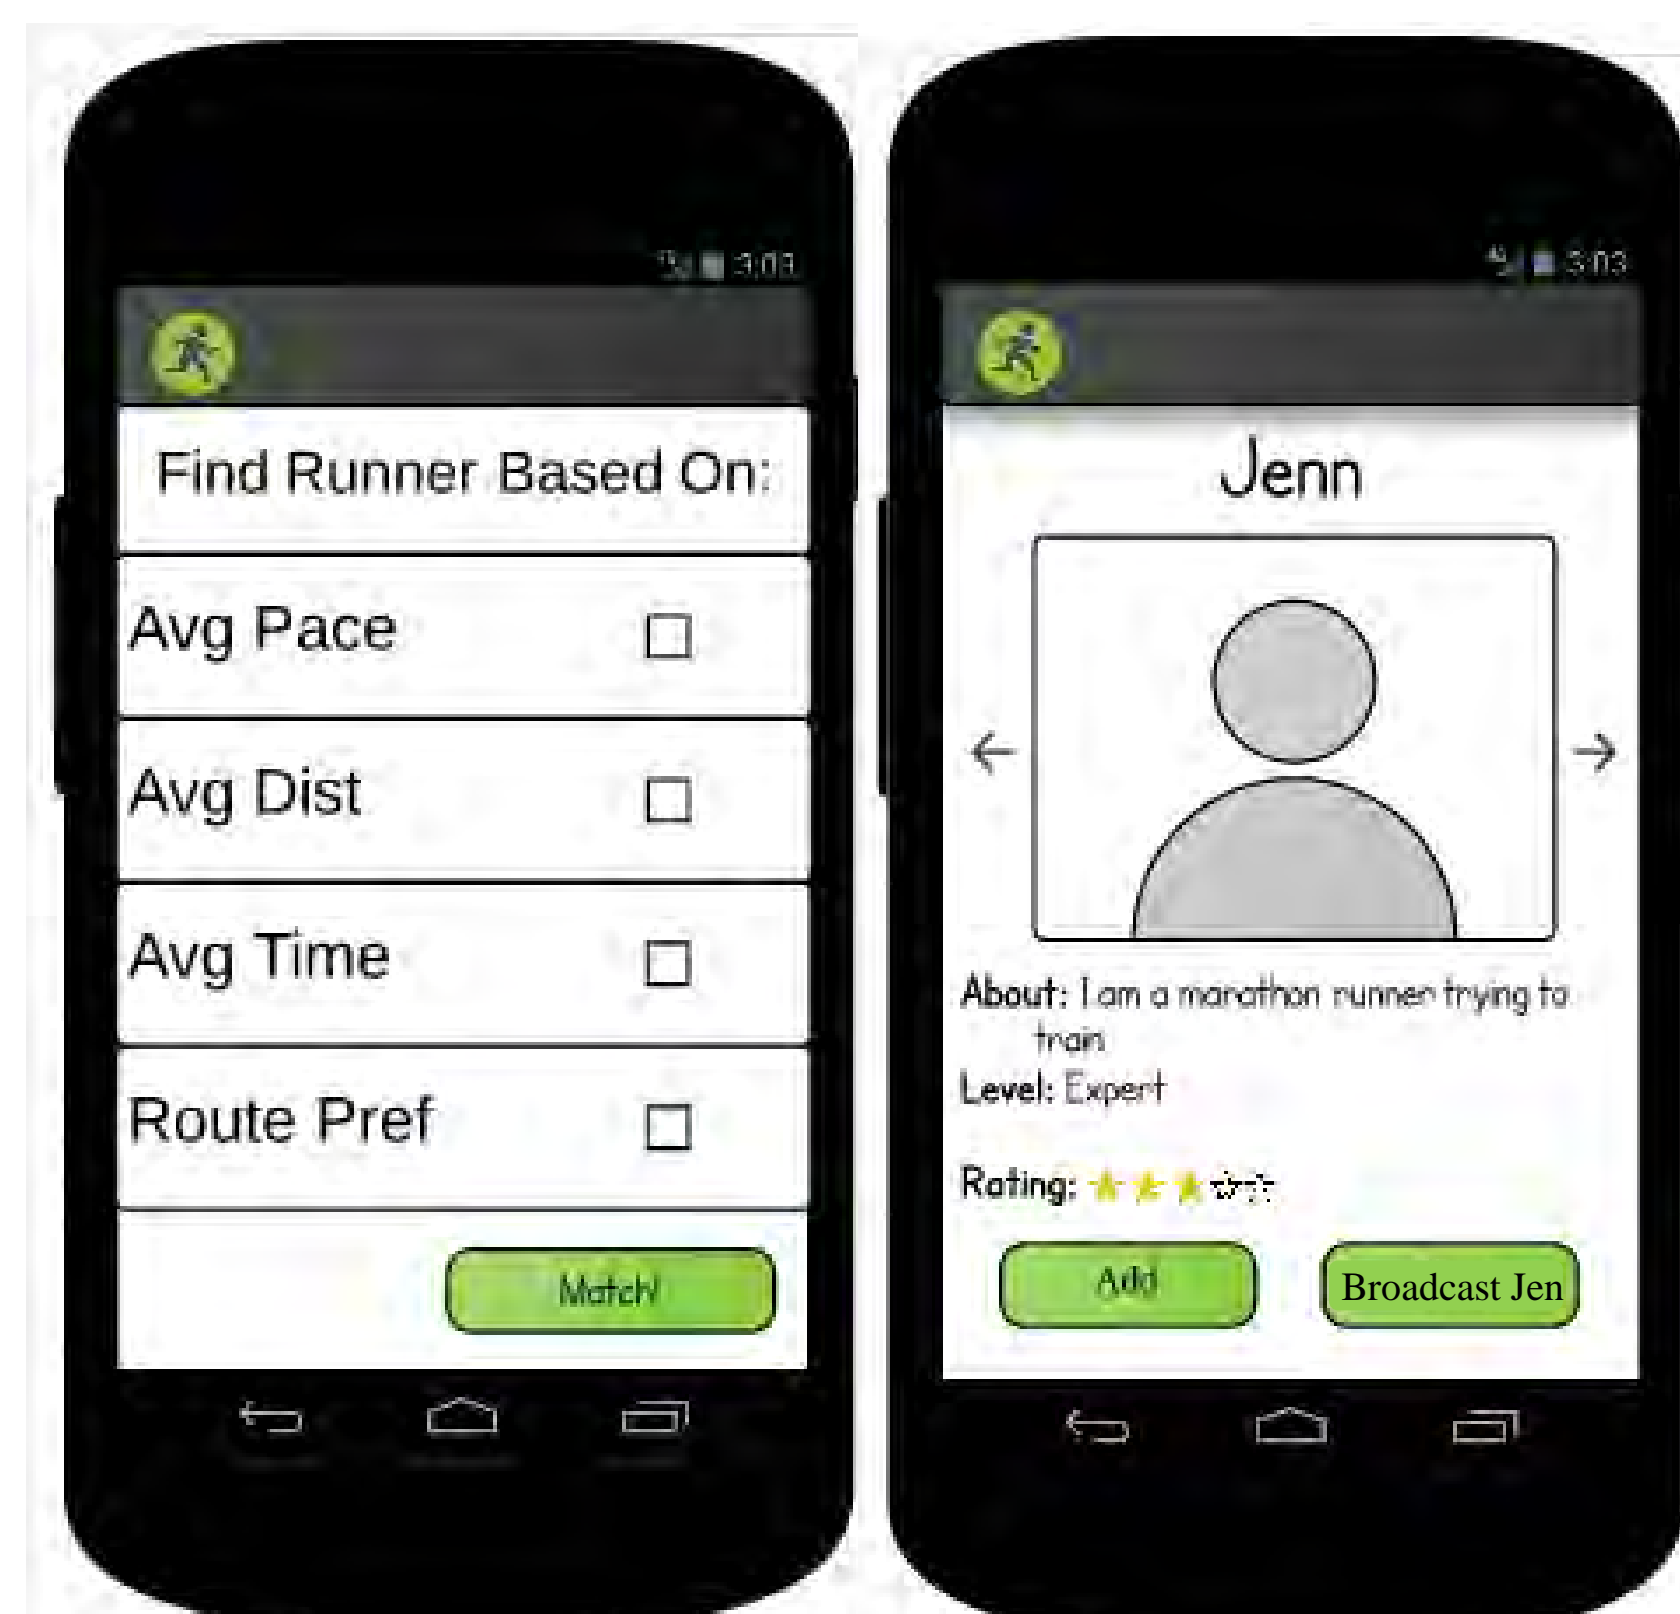 3:03
Find Runner Based On:
Avg Pace
Avg Dist
Avg Time
Route Pref
Match!
3:03
Jenn
About: I am a marathon runner trying to
train
Level: Expert
Rating:
Add
Broadcast Jen